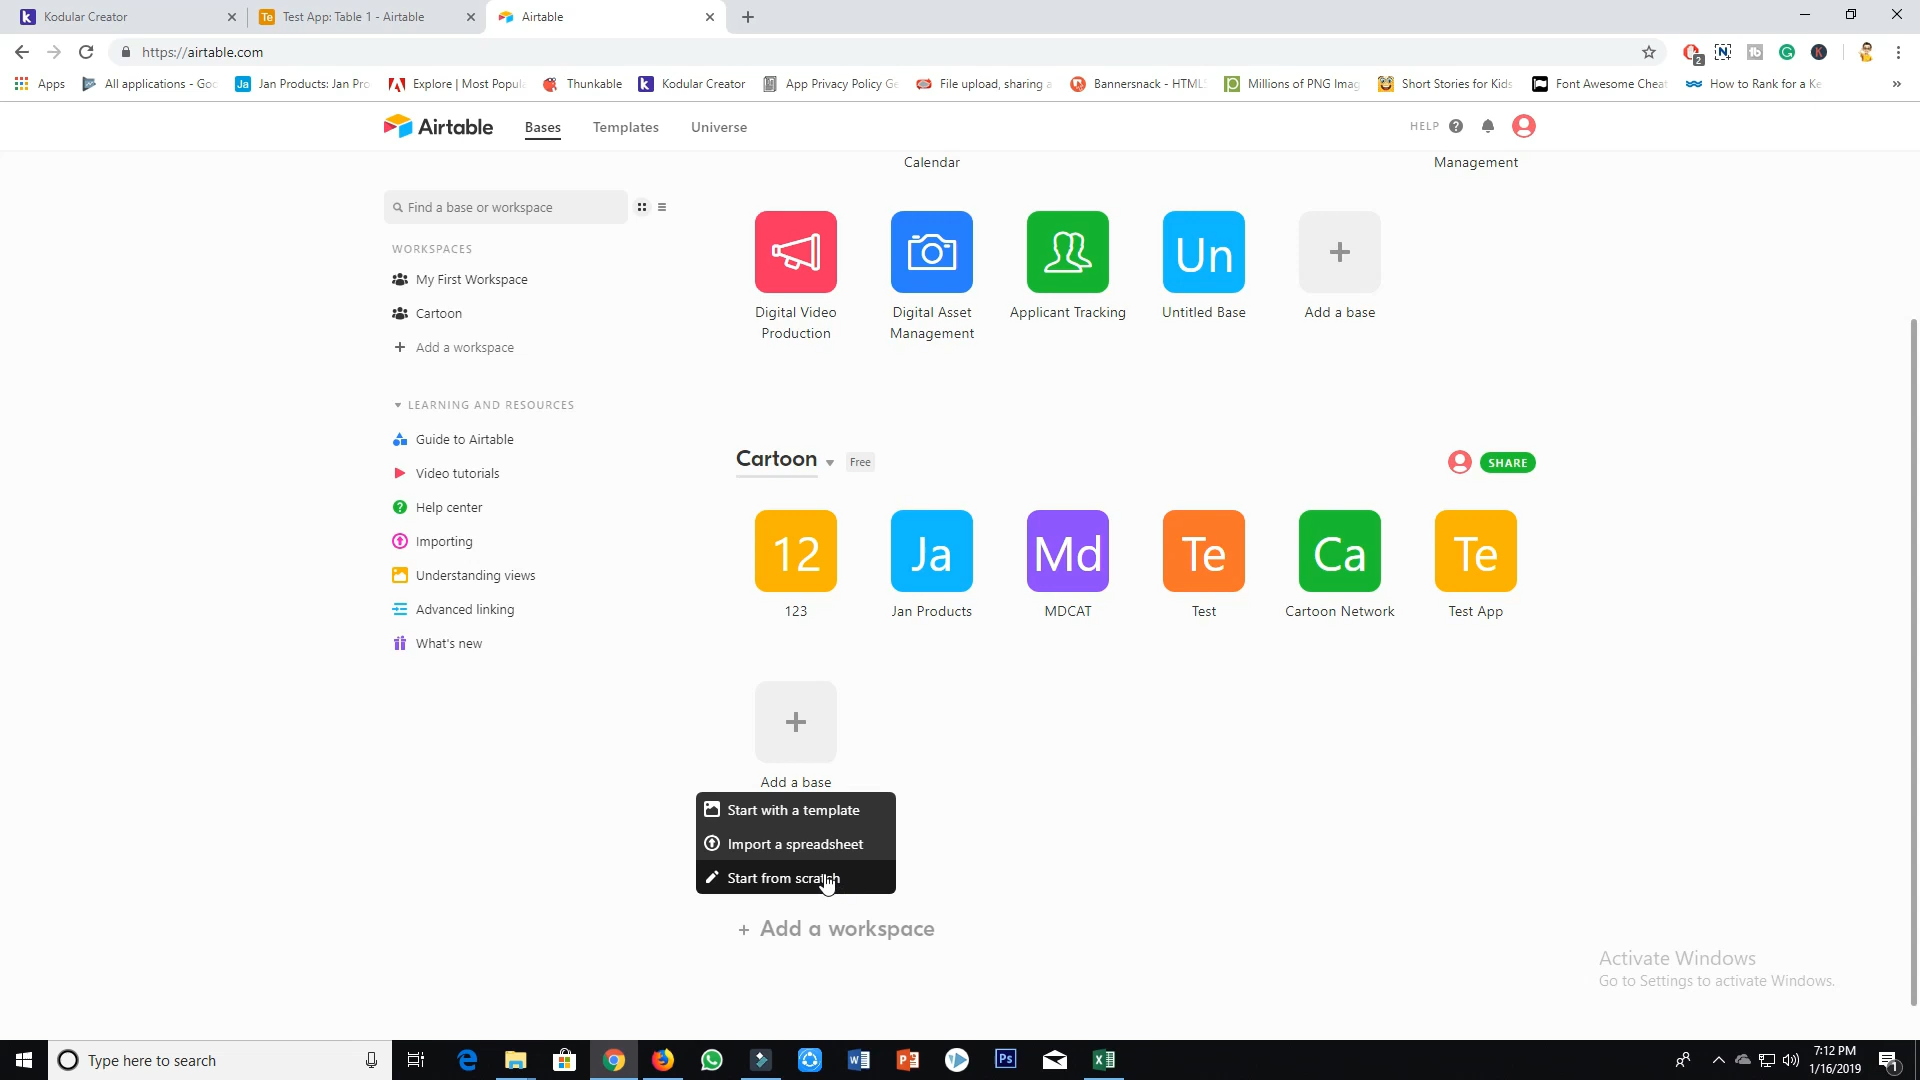 Kodular Creator
Te Test App: Table 1 - Airtable
Airtable
https://airtable.com
2
Apps
All applications - Goo
Ja Jan Products: Jan Pro
Explore | Most Popula
Thunkable
Kodular Creator
App Privacy Policy Ge
File upload, sharing a
Bannersnack - HTML5
Millions of PNG Imag
Short Stories for Kids
Font Awesome Cheat
How to Rank for a Ke
»
Airtable
Bases
Templates
Universe
HELP
Calendar
Management
Find a base or workspace
WORKSPACES
My First Workspace
Cartoon
+ Add a workspace
LEARNING AND RESOURCES
Guide to Airtable
Video tutorials
Help center
Importing
Understanding views
Advanced linking
What's new
Un
+
Digital Video
Production
Digital Asset
Management
Applicant Tracking
Untitled Base
Add a base
Cartoon
Free
SHARE
12
Ja
Md
Te
Ca
Te
123
Jan Products
MDCAT
Test
Cartoon Network
Test App
+
Add a base
Start with a template
Import a spreadsheet
Start from scratch
+ Add a workspace
Activate Windows
Go to Settings to activate Windows.
Type here to search
Ps
7:12 PM
1/16/2019
1